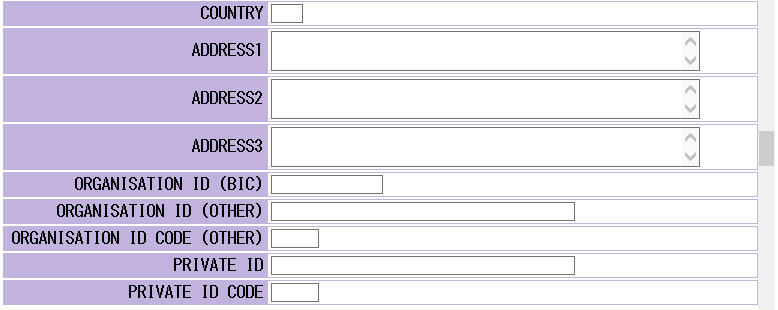 COUNTRY
ADDRESS1
ADDRESS2
ADDRESS3
ORGANISATION ID (BIC)
ORGANISATION ID (OTHER)
ORGANISATION ID CODE (OTHER)
PRIVATE ID
PRIVATE ID CODE